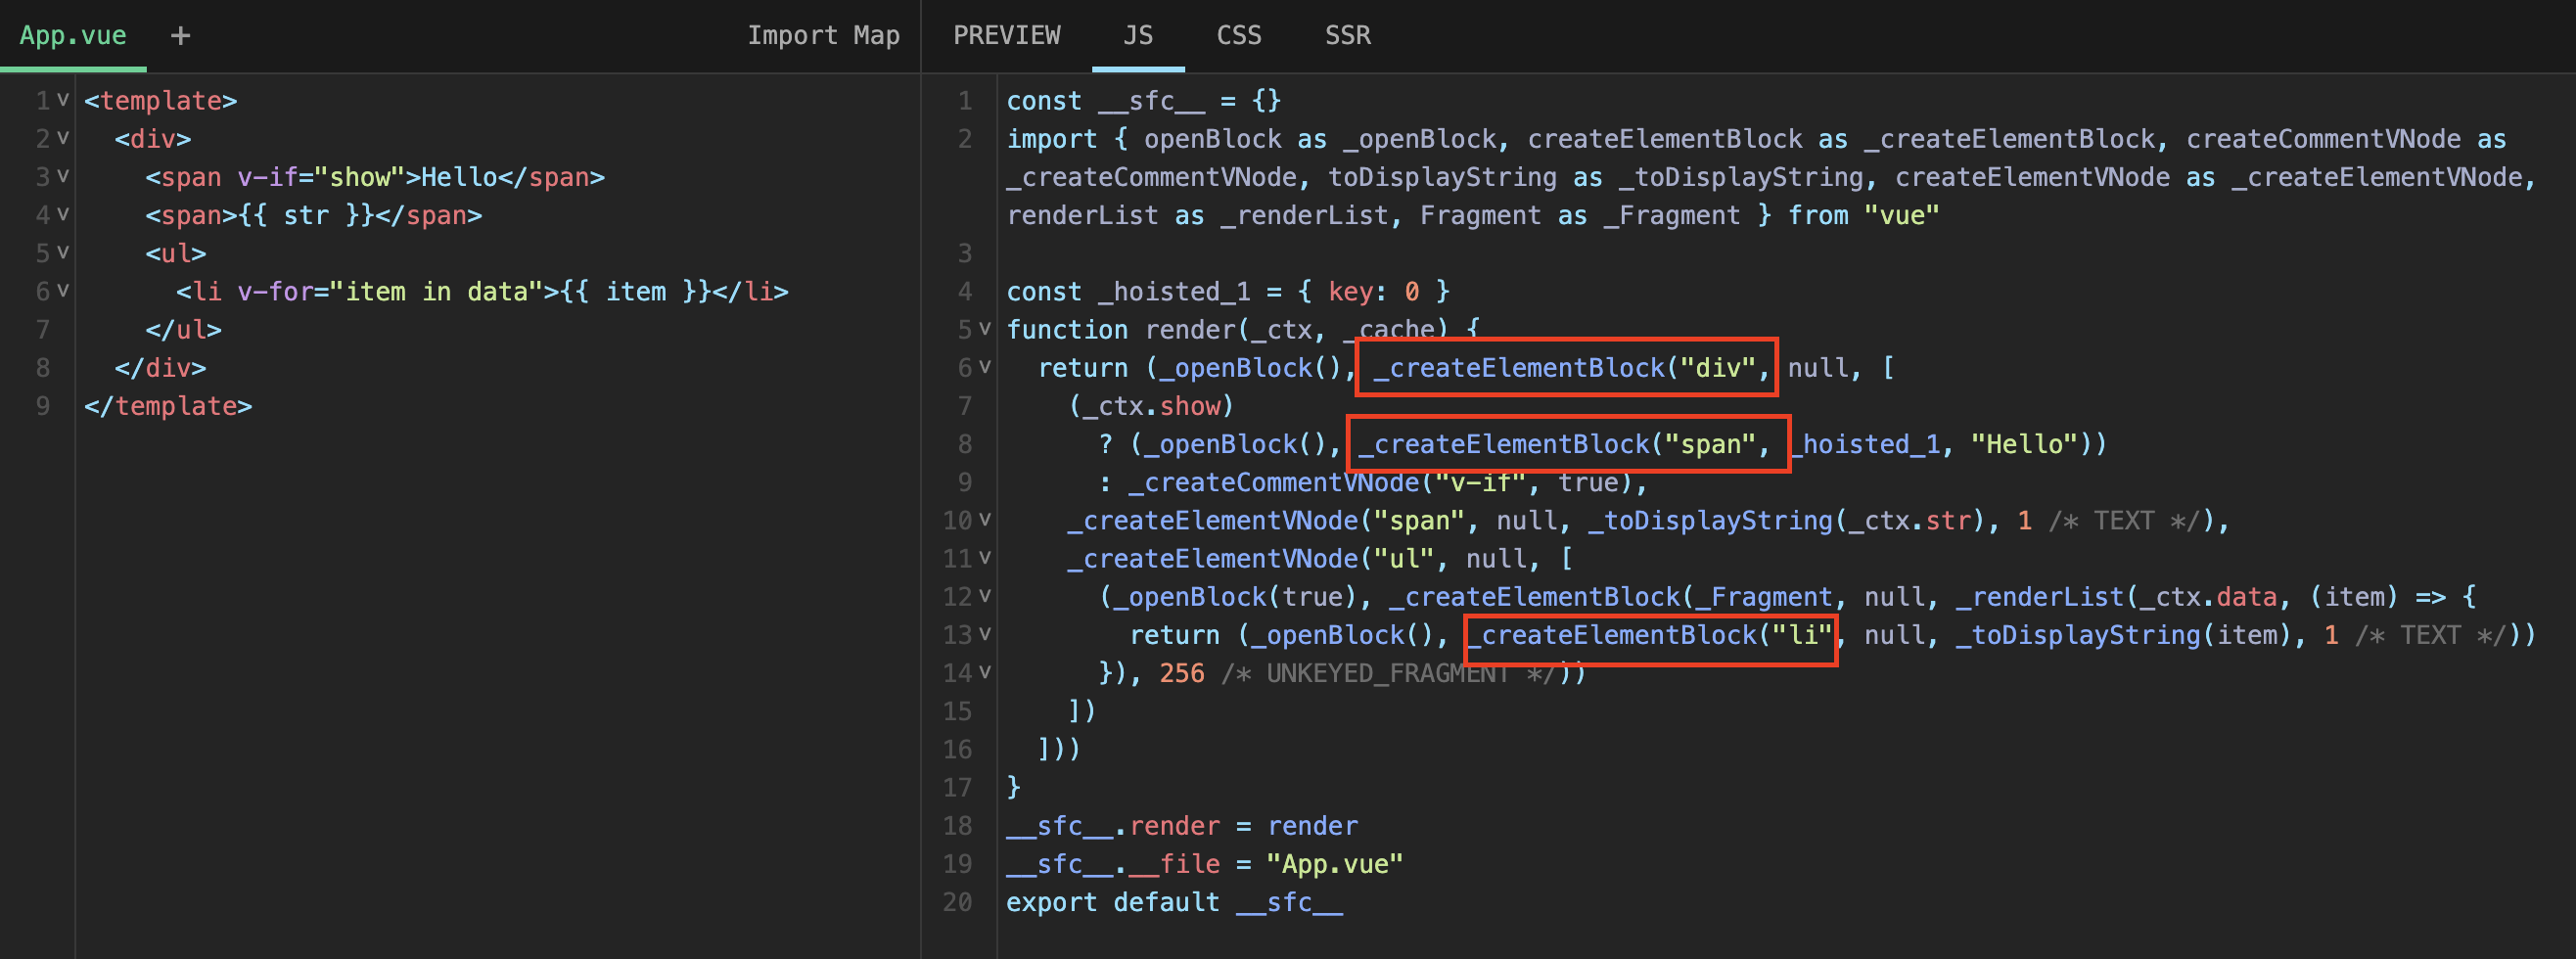 App.vue + Import Map
1 <template>
2 <div>
3 <span v-if="show">Hello</span>
4 <span>{{ str }}</span>
5 <ul>
6 <li v-for="item in data">{{ item }}</li>
7 </ul>
8 </div>
9 </template>
PREVIEW JS CSS SSR
1 const __sfc__ = {}
2 import { openBlock as _openBlock, createElementBlock as _createElementBlock, createCommentVNode as
_createCommentVNode, toDisplayString as _toDisplayString, createElementVNode as _createElementVNode,
renderList as _renderList, Fragment as _Fragment } from "vue"
3
4 const _hoisted_1 = { key: 0 }
5 function render(_ctx, _cache) {
6 return (_openBlock(), _createElementBlock("div", null, [
7 (_ctx.show)
8 ? (_openBlock(), _createElementBlock("span", _hoisted_1, "Hello"))
9 : _createCommentVNode("v-if", true),
10 _createElementVNode("span", null, _toDisplayString(_ctx.str), 1 /* TEXT */),
11 _createElementVNode("ul", null, [
12 (_openBlock(true), _createElementBlock(_Fragment, null, _renderList(_ctx.data, (item) => {
13 return (_openBlock(), _createElementBlock("li", null, _toDisplayString(item), 1 /* TEXT */))
14 }), 256 /* UNKEYED_FRAGMENT */))
15 ])
16 ]))
17 }
18 __sfc__.render = render
19 __sfc__.__file = "App.vue"
20 export default __sfc__